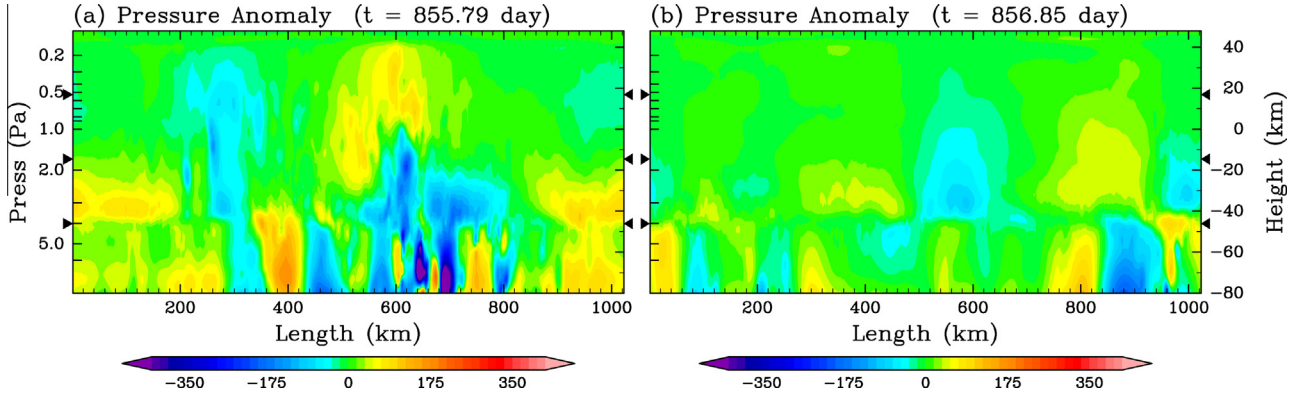 (a) Pressure Anomaly (t = 855.79 day)
(b) Pressure Anomaly (t = 856.85 day)
Press (Pa)
0.2
0.5
1.0
2.0
5.0
200 400 600 800 1000
Length (km)
200 400 600 800 1000
Length (km)
40
20
0
−20
−40
−60
−80
Height (km)
−350 −175 0 175 350
−350 −175 0 175 350